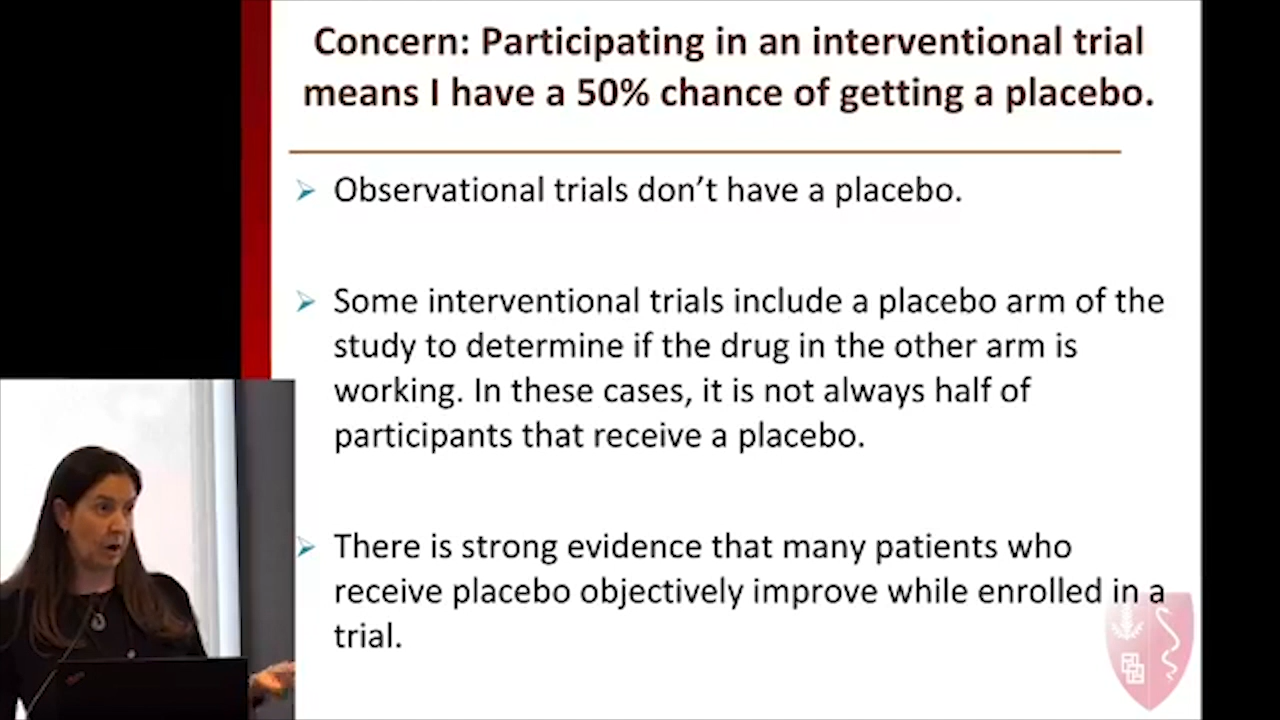 Concern: Participating in an interventional trial
means I have a 50% chance of getting a placebo.
Observational trials don't have a placebo.
Some interventional trials include a placebo arm of the
study to determine if the drug in the other arm is
working. In these cases, it is not always half of
participants that receive a placebo.
There is strong evidence that many patients who
receive placebo objectively improve while enrolled in a
trial.